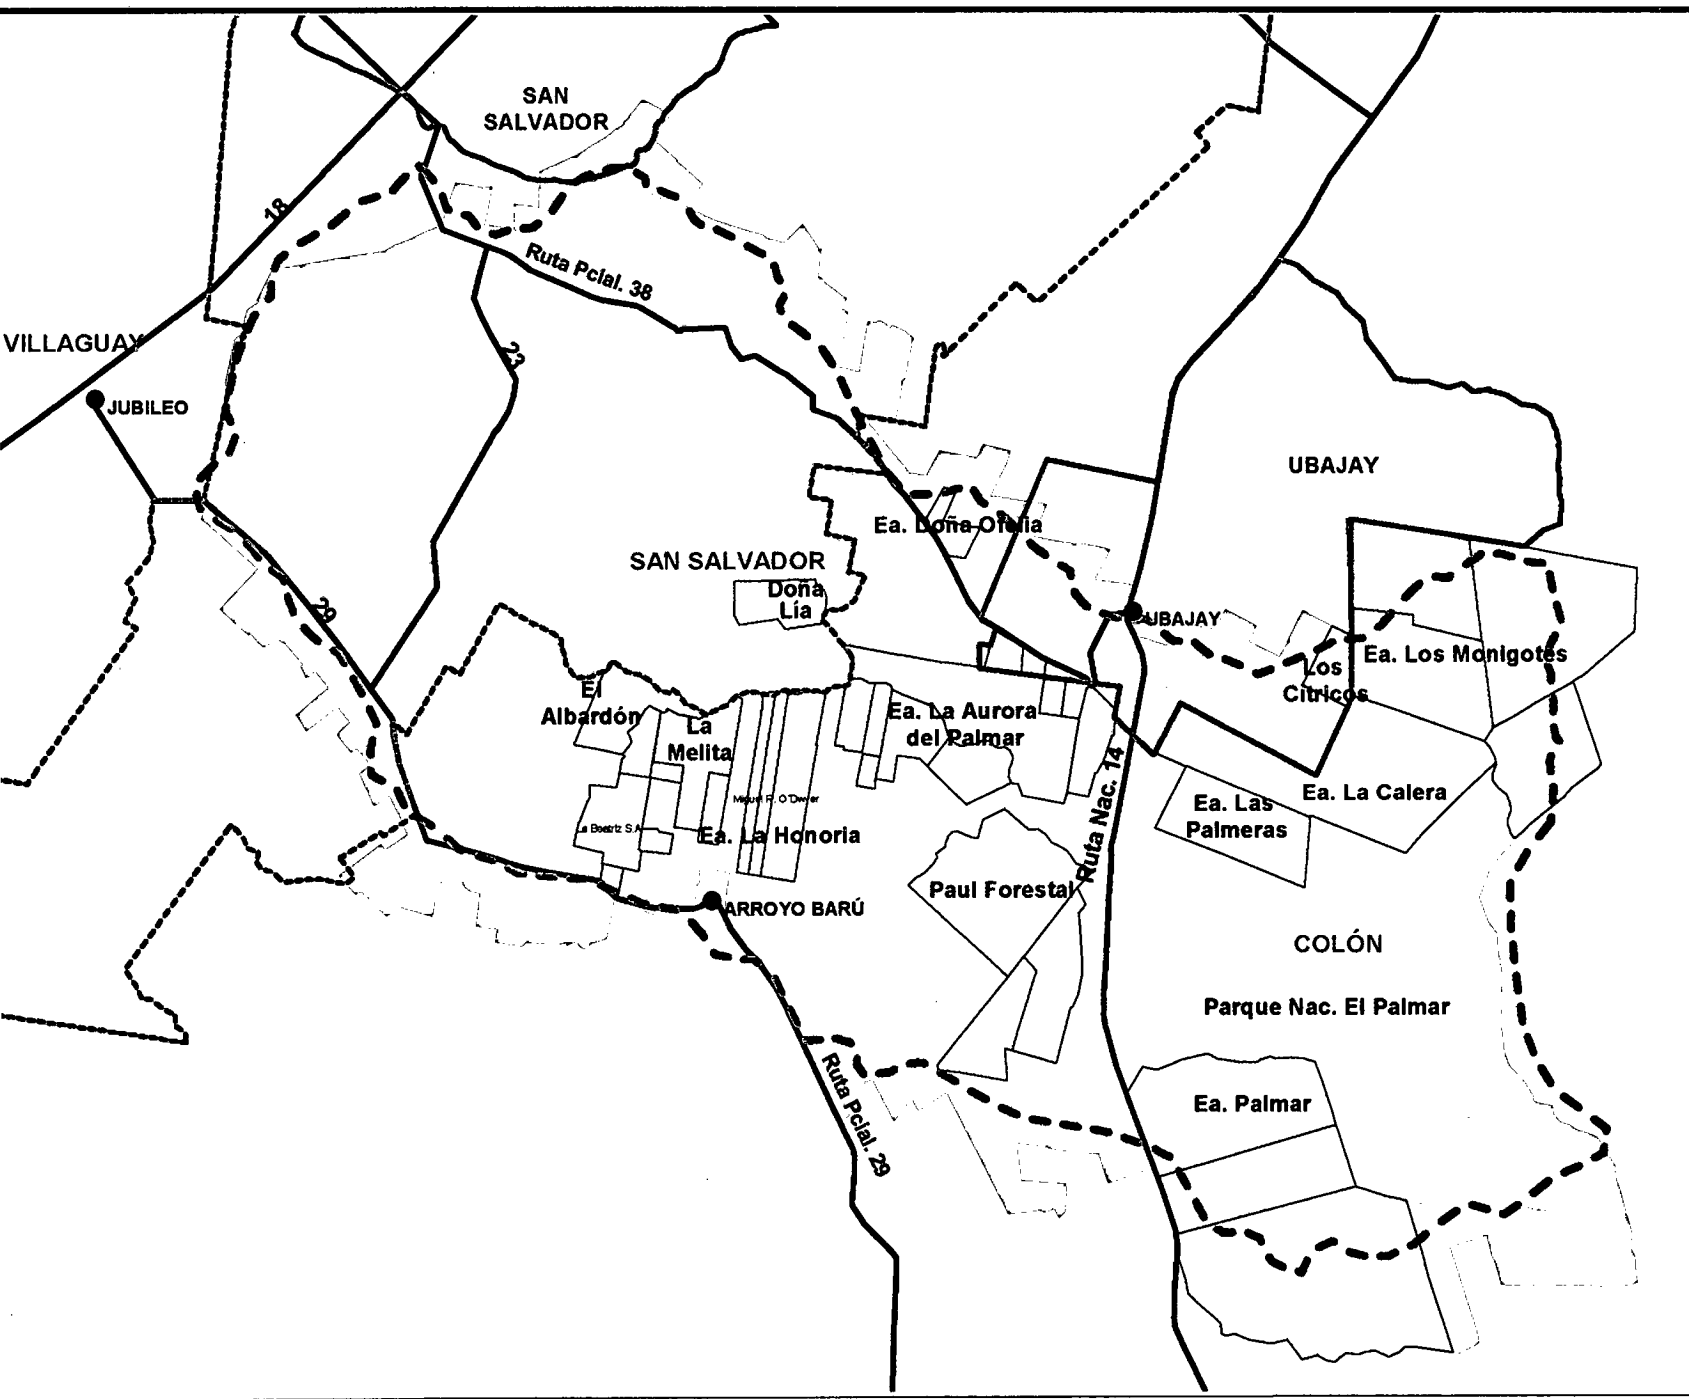 SAN
SALVADOR
18
Ruta Pcial. 38
VILLAGUAY
23
JUBILEO
UBAJAY
Ea. Doña Ofelia
SAN SALVADOR
Doña
Lía
29
UBAJAY
Los
Cítricos
Ea. Los Monigotes
El
Albardón
La
Melita
Ea. La Aurora
del Palmar
Ruta Nac. 14
Miguel R. O'Dwyer
Ea. La Calera
Ea. Las
Palmeras
La Beatriz S.A
Ea. La Honoria
Paul Forestal
ARROYO BARÚ
COLÓN
Parque Nac. El Palmar
Ruta Pcial. 29
Ea. Palmar